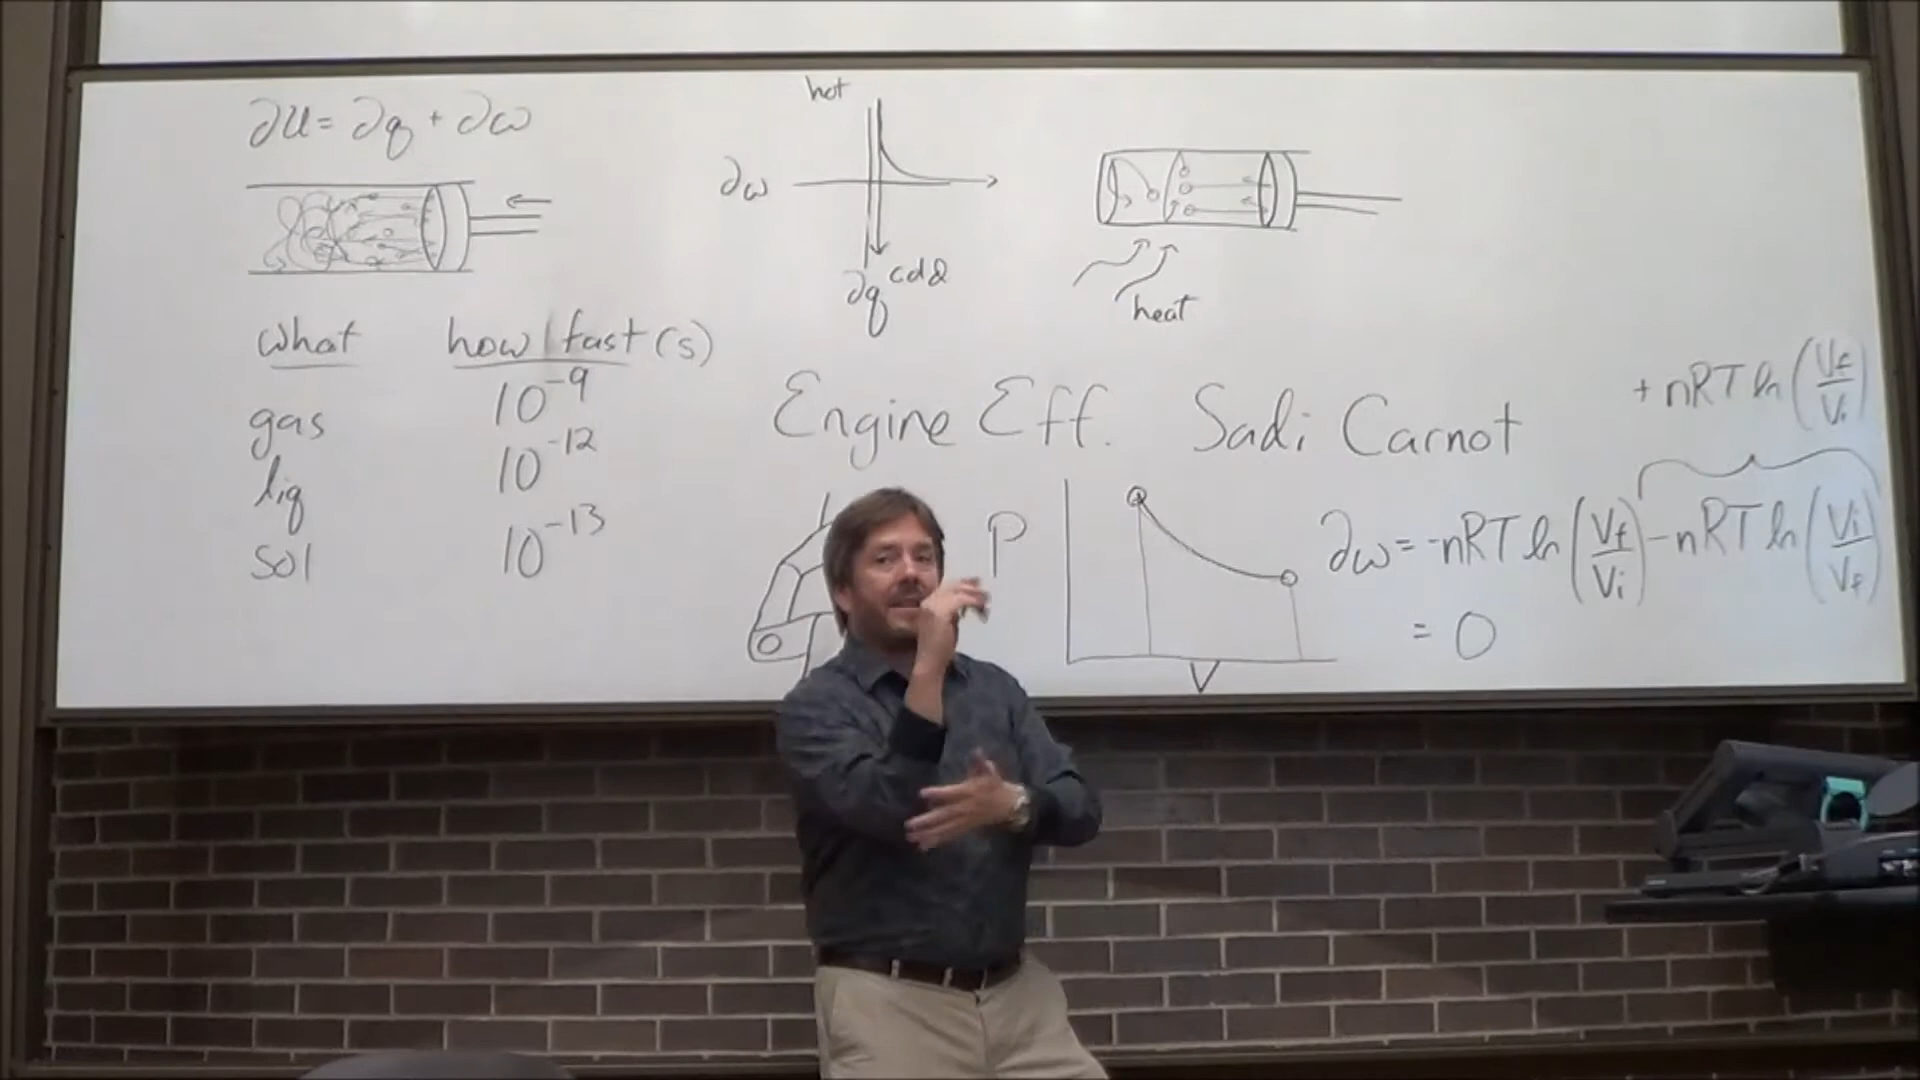 ∂U = ∂q + ∂w
what how fast (s)
gas 10^-9
liq 10^-12
sol 10^-13
hot
∂w
∂q cold
heat
Engine Eff. Sadi Carnot
P
V
+ nRT ln (Vf/Vi)
∂w = -nRT ln (Vf/Vi) - nRT ln (Vi/Vf)
= 0